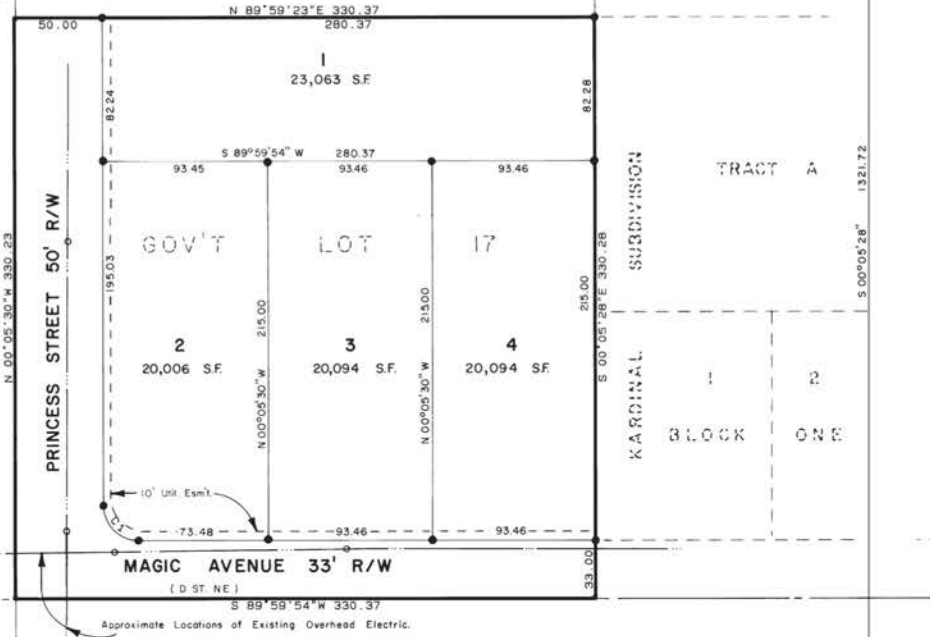 N 89°59'23"E 330.37
50.00
280.37
1
23,063 S.F.
82.24
82.28
S 89°59'54" W 280.37
93.45
93.46
93.46
GOV'T LOT 17
195.03
215.00
215.00
215.00
2
20,006 S.F.
3
20,094 S.F.
4
20,094 S.F.
N 00°05'30"W
N 00°05'30"W
N 00°05'30"W 330.23
PRINCESS STREET 50' R/W
S 00°05'28"E 330.28
KARDINAL SUBDIVISION
TRACT A
S 00°05'28" 1321.72
1
2
BLOCK ONE
10' Util. Esm't.
C1
73.48
93.46
93.46
MAGIC AVENUE 33' R/W
(D ST. NE)
33.00
S 89°59'54"W 330.37
Approximate Locations of Existing Overhead Electric.